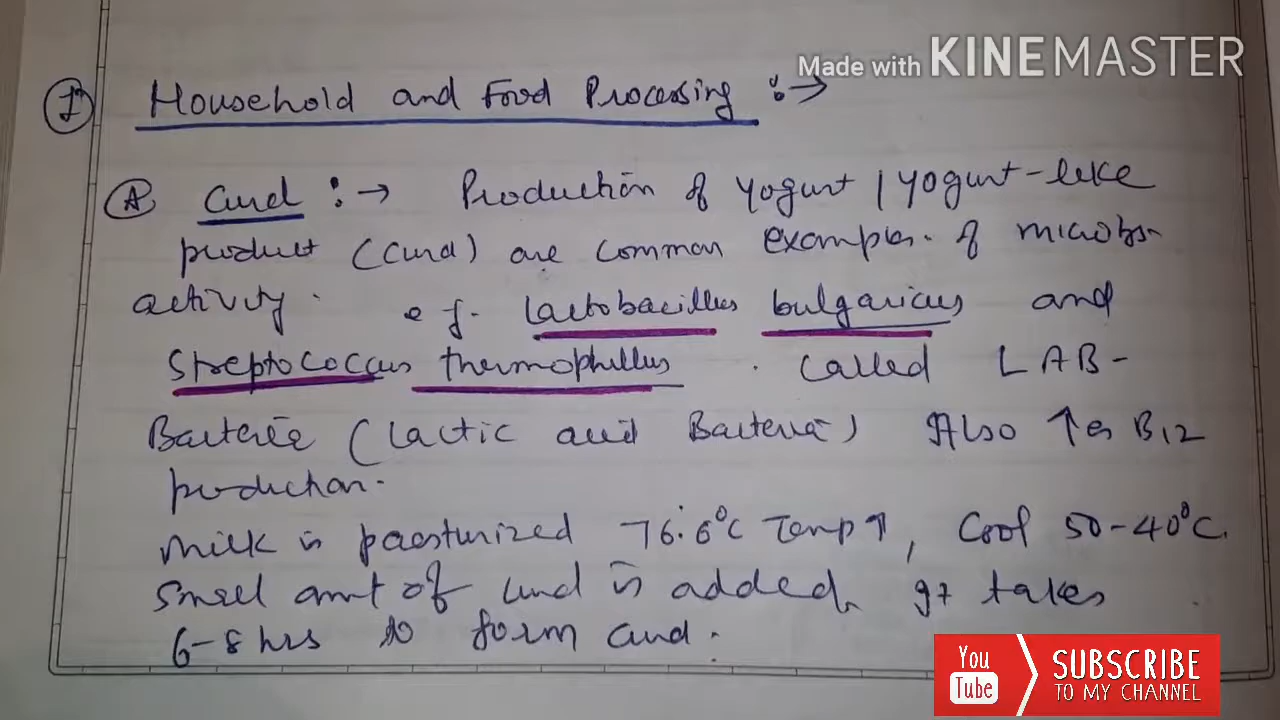 Made with KINEMASTER
I Household and Food Processing :→
A Curd :→ Production of yogurt / yogurt-like
product (curd) are common examples of microbs
activity. eg. Lactobacillus bulgaricus and
Streptococcus thermophillus. Called LAB-
Bacteria (Lactic acid Bacteria) Also ↑es B12
production.
Milk is pasturized 76.6°C Temp↑, Cool 50-40°C.
Small amt of curd is added. It takes
6-8 hrs to form curd.
You Tube SUBSCRIBE
TO MY CHANNEL